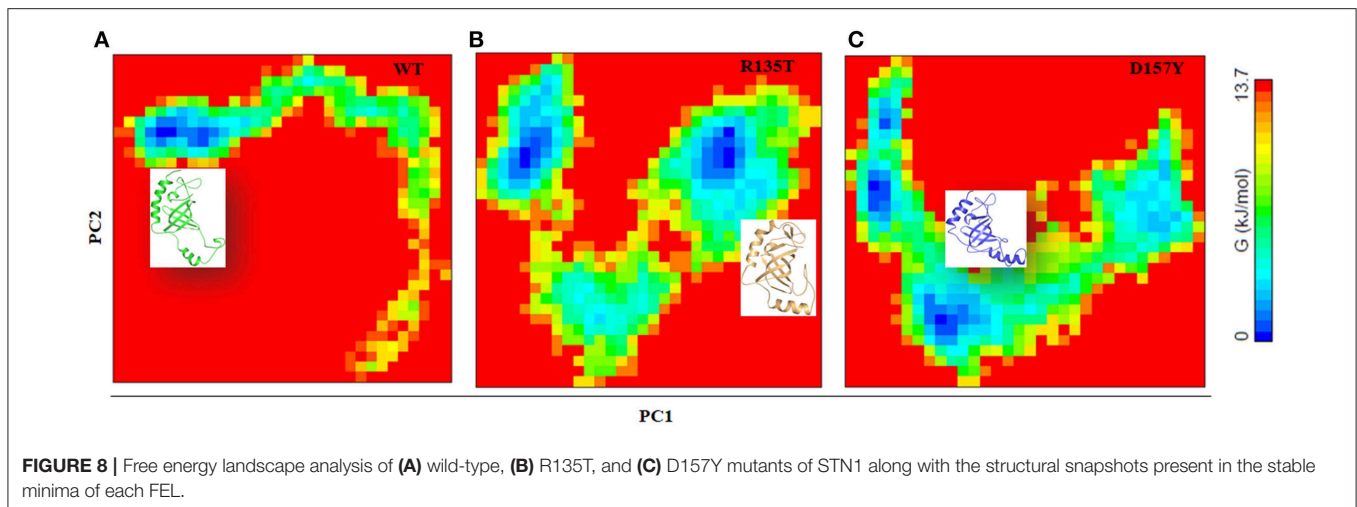 A
B
C
WT
R135T
D157Y
13.7
G (kJ/mol)
0
PC2
PC1
FIGURE 8 | Free energy landscape analysis of (A) wild-type, (B) R135T, and (C) D157Y mutants of STN1 along with the structural snapshots present in the stable
minima of each FEL.